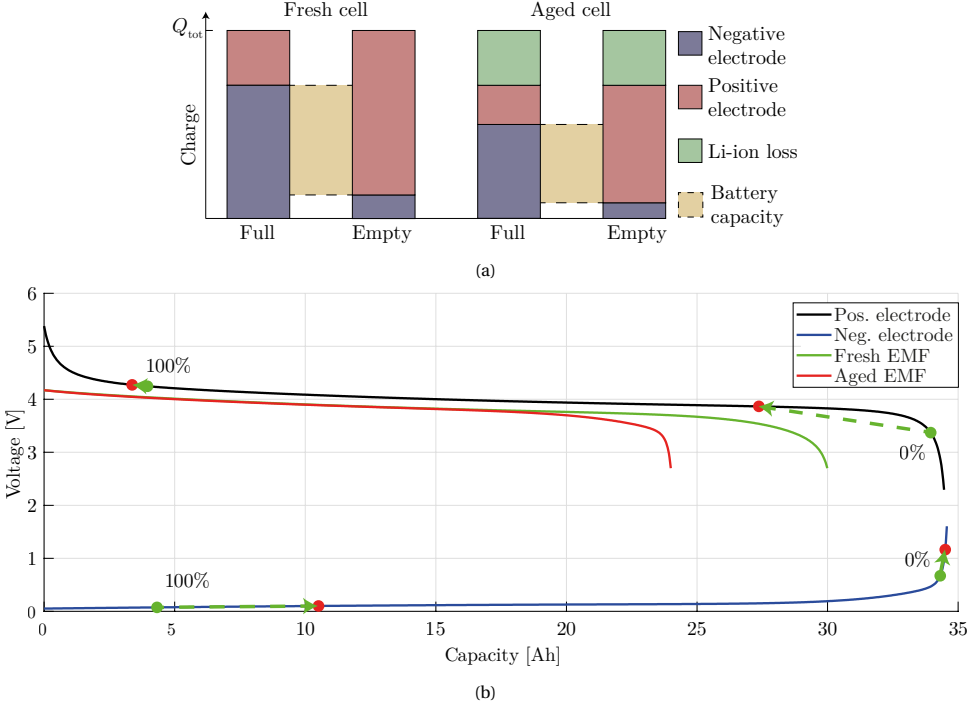 Fresh cell
Aged cell
Q_tot
Charge
Full
Empty
Full
Empty
Negative
electrode
Positive
electrode
Li-ion loss
Battery
capacity
(a)
6
5
4
3
2
1
0
Voltage [V]
100%
0%
100%
0%
Pos. electrode
Neg. electrode
Fresh EMF
Aged EMF
0
5
10
15
20
25
30
35
Capacity [Ah]
(b)